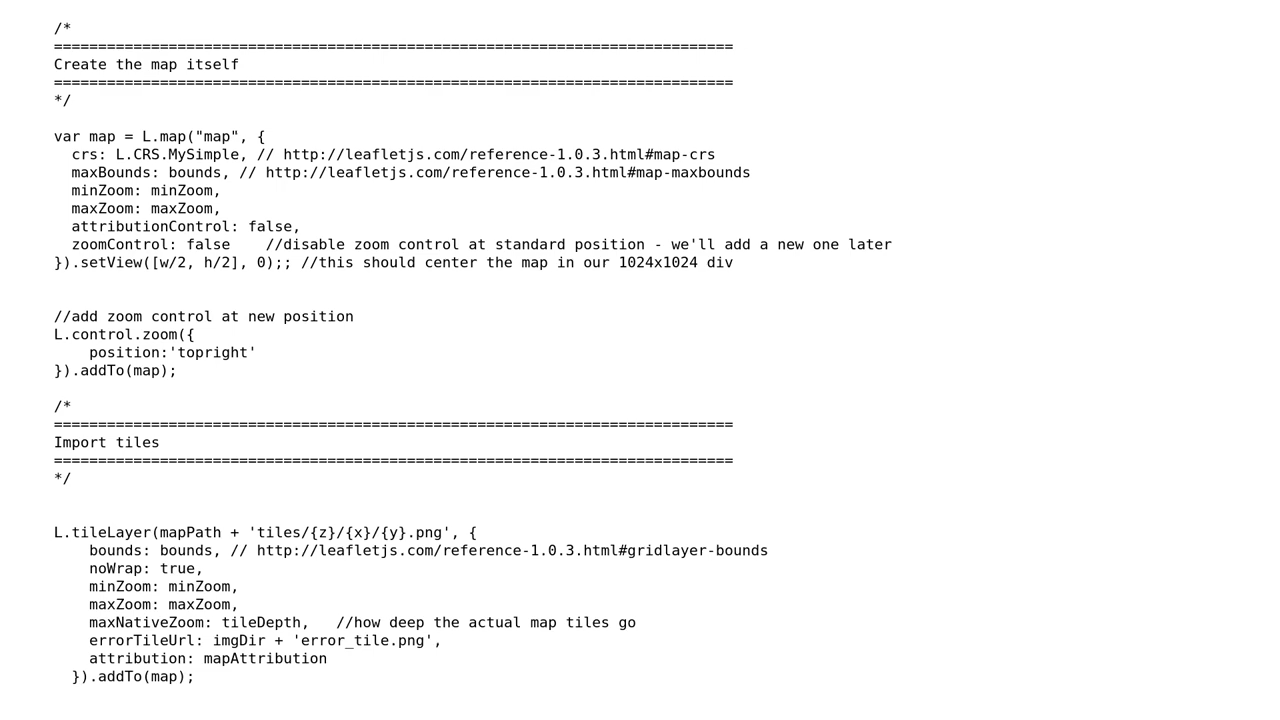 /*
=============================================================================
Create the map itself
=============================================================================
*/
var map = L.map("map", {
crs: L.CRS.MySimple, // http://leafletjs.com/reference-1.0.3.html#map-crs
maxBounds: bounds, // http://leafletjs.com/reference-1.0.3.html#map-maxbounds
minZoom: minZoom,
maxZoom: maxZoom,
attributionControl: false,
zoomControl: false    //disable zoom control at standard position - we'll add a new one later
}).setView([w/2, h/2], 0);; //this should center the map in our 1024x1024 div
//add zoom control at new position
L.control.zoom({
position:'topright'
}).addTo(map);
/*
=============================================================================
Import tiles
=============================================================================
*/
L.tileLayer(mapPath + 'tiles/{z}/{x}/{y}.png', {
bounds: bounds, // http://leafletjs.com/reference-1.0.3.html#gridlayer-bounds
noWrap: true,
minZoom: minZoom,
maxZoom: maxZoom,
maxNativeZoom: tileDepth,   //how deep the actual map tiles go
errorTileUrl: imgDir + 'error_tile.png',
attribution: mapAttribution
}).addTo(map);